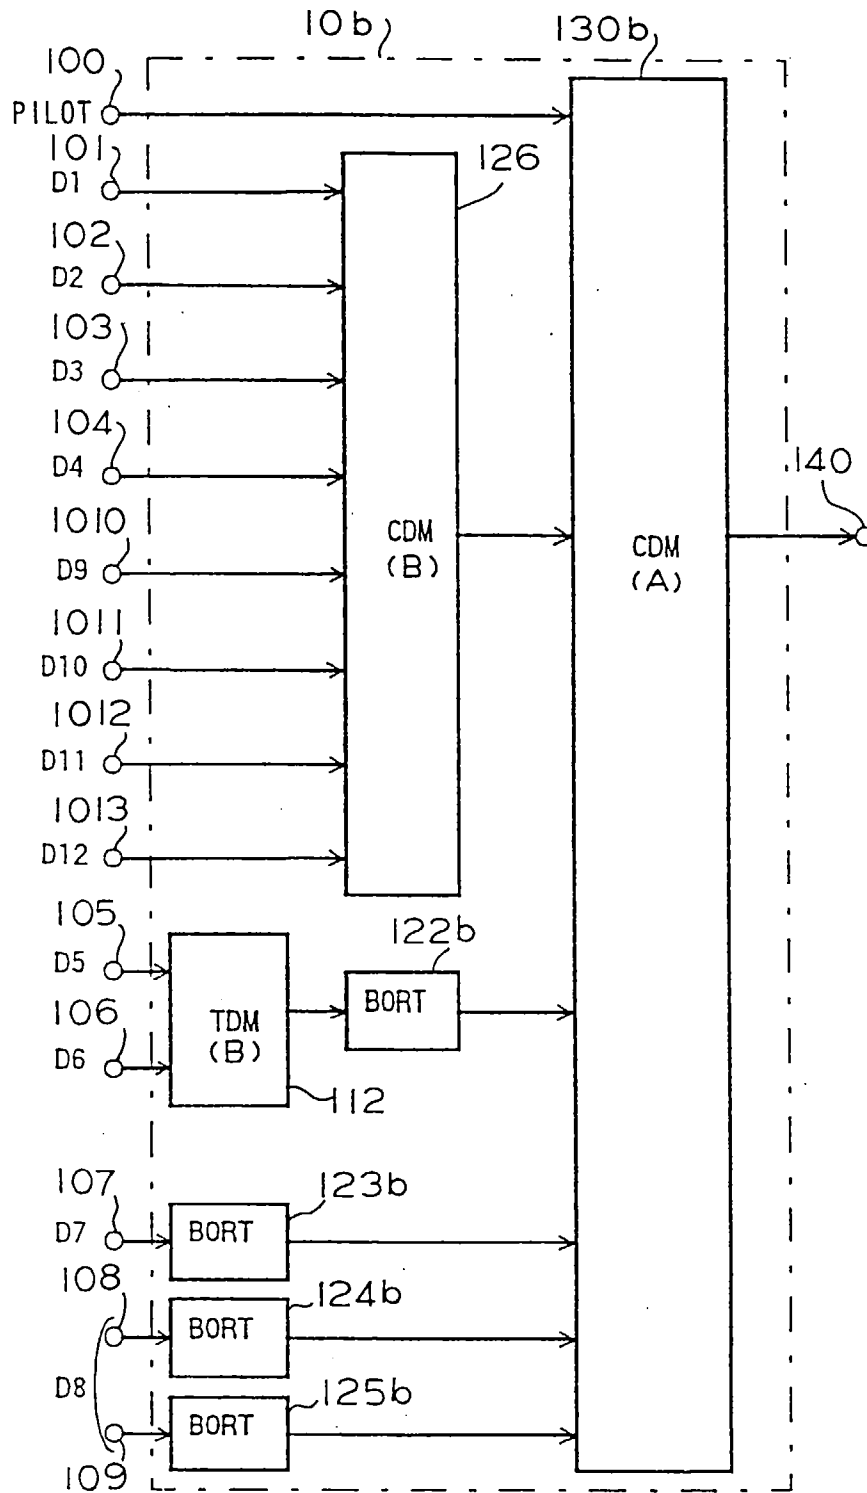 10b
130b
100
PILOT
101
D1
126
102
D2
103
D3
104
D4
140
1010
D9
CDM
(B)
CDM
(A)
1011
D10
1012
D11
1013
D12
105
D5
122b
BORT
106
D6
TDM
(B)
112
107
D7
BORT
123b
108
BORT
124b
D8
BORT
125b
109